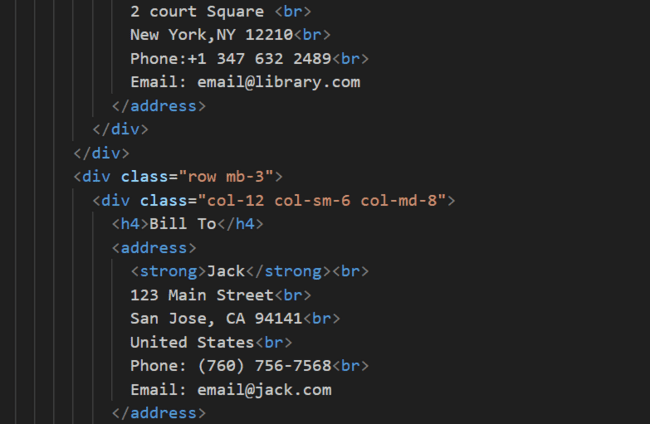 2 court Square <br>
New York,NY 12210<br>
Phone:+1 347 632 2489<br>
Email: email@library.com
</address>
</div>
</div>
<div class="row mb-3">
<div class="col-12 col-sm-6 col-md-8">
<h4>Bill To</h4>
<address>
<strong>Jack</strong><br>
123 Main Street<br>
San Jose, CA 94141<br>
United States<br>
Phone: (760) 756-7568<br>
Email: email@jack.com
</address>